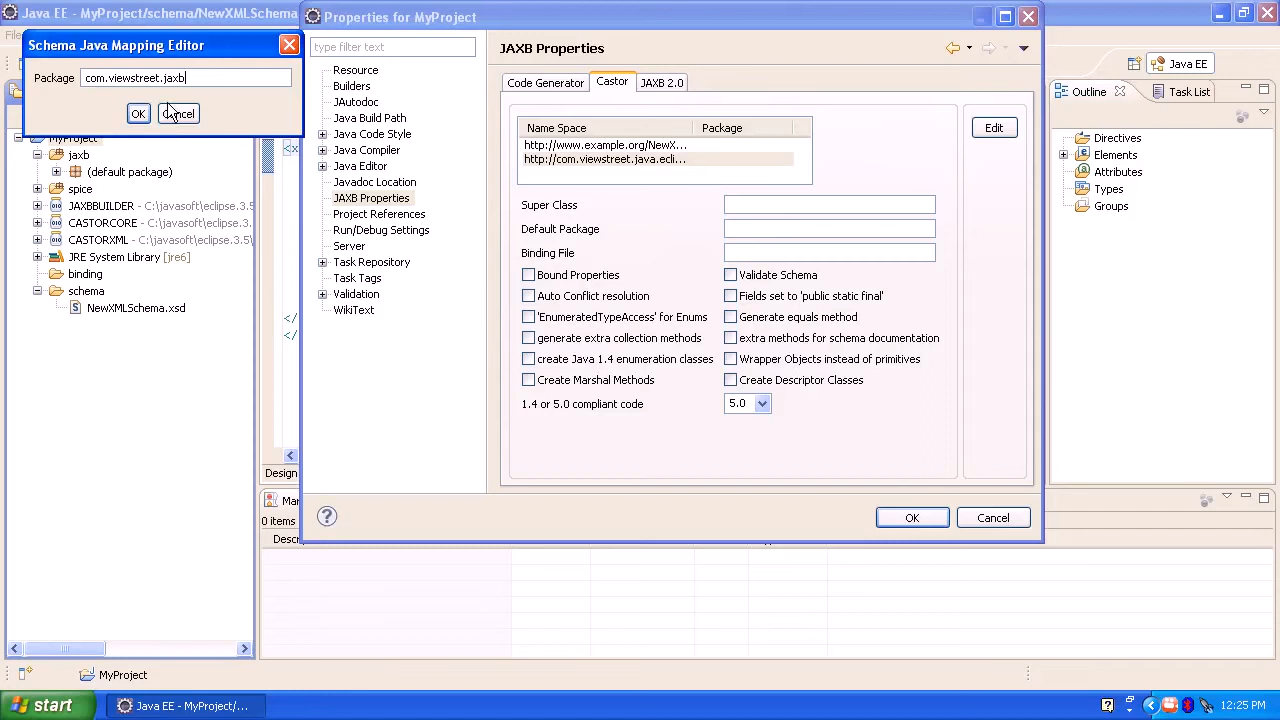 Java EE - MyProject/schema/NewXMLSchema
Properties for MyProject
Schema Java Mapping Editor
Package com.viewstreet.jaxb
OK Cancel
type filter text
JAXB Properties
Java EE
Code Generator Castor JAXB 2.0
Outline Task List
Name Space Package
http://www.example.org/NewX...
http://com.viewstreet.java.ecli...
Edit
Super Class
Default Package
Binding File
Bound Properties Validate Schema
Auto Conflict resolution Fields set to 'public static final'
'EnumeratedTypeAccess' for Enums Generate equals method
generate extra collection methods extra methods for schema documentation
create Java 1.4 enumeration classes Wrapper Objects instead of primitives
Create Marshal Methods Create Descriptor Classes
1.4 or 5.0 compliant code 5.0
OK Cancel
Resource
Builders
JAutodoc
Java Build Path
Java Code Style
Java Compiler
Java Editor
Javadoc Location
JAXB Properties
Project References
Run/Debug Settings
Server
Task Repository
Task Tags
Validation
WikiText
MyProject
jaxb
(default package)
spice
JAXBBUILDER - C:\javasoft\eclipse.3.5\
CASTORCORE - C:\javasoft\eclipse.3.5\
CASTORXML - C:\javasoft\eclipse.3.5\
JRE System Library [jre6]
binding
schema
NewXMLSchema.xsd
Directives
Elements
Attributes
Types
Groups
<x
</
</
Design
Mar
0 items
Descr
MyProject
start
Java EE - MyProject/...
12:25 PM